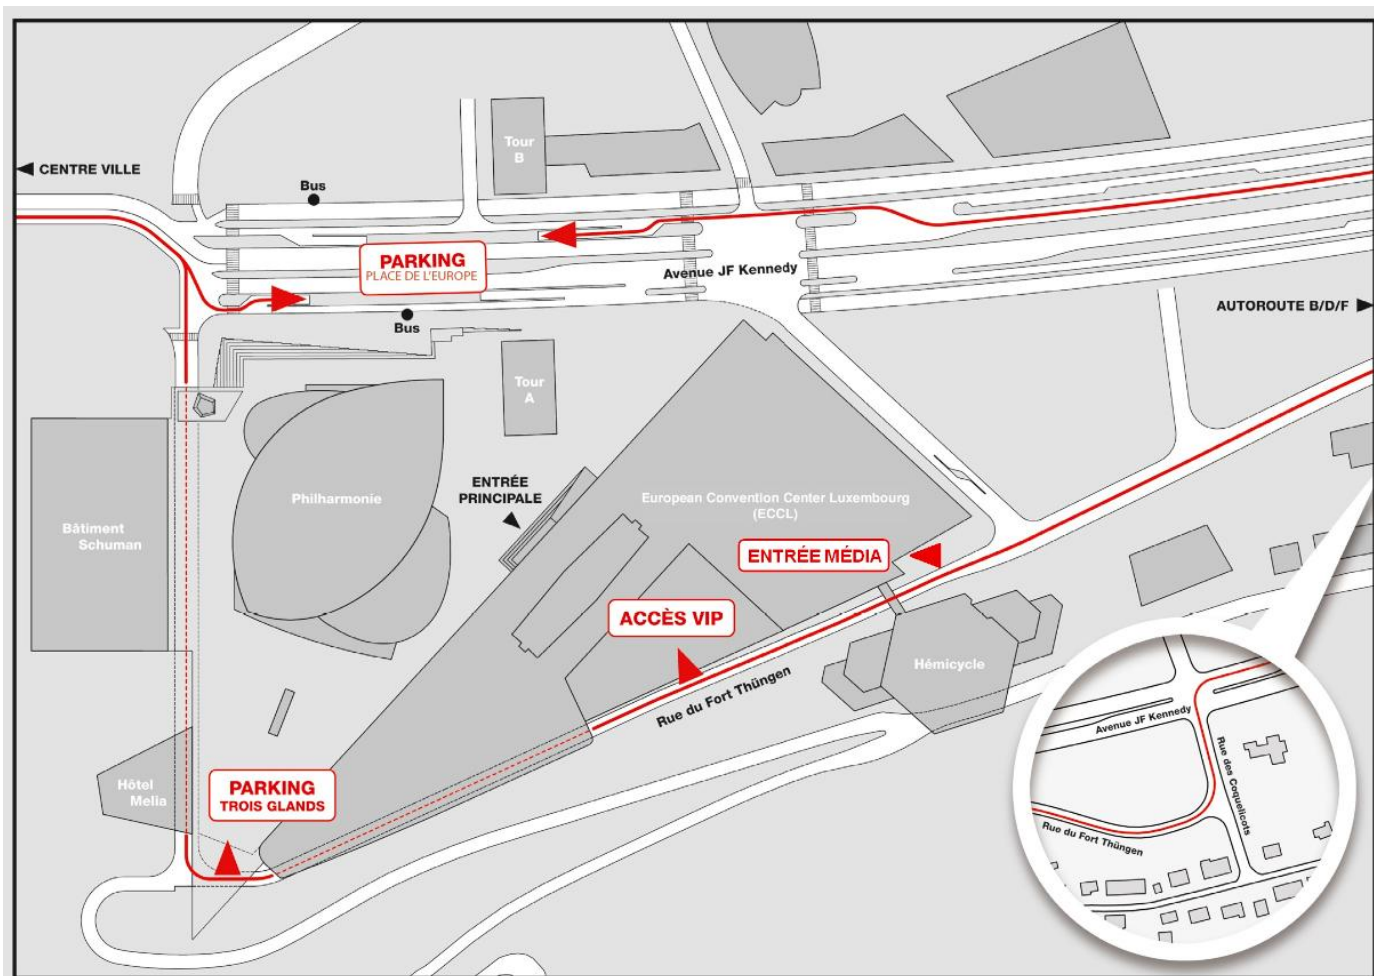 Tour
B
CENTRE VILLE
Bus
PARKING
PLACE DE L'EUROPE
Avenue JF Kennedy
AUTOROUTE B/D/F
Bus
Tour
A
ENTRÉE
PRINCIPALE
Philharmonie
European Convention Center Luxembourg
(ECCL)
Bâtiment
Schuman
ENTRÉE MÉDIA
ACCÈS VIP
Hémicycle
Rue du Fort Thüngen
Hôtel
Melia
PARKING
TROIS GLANDS
Avenue JF Kennedy
Rue des Coquelicots
Rue du Fort Thüngen